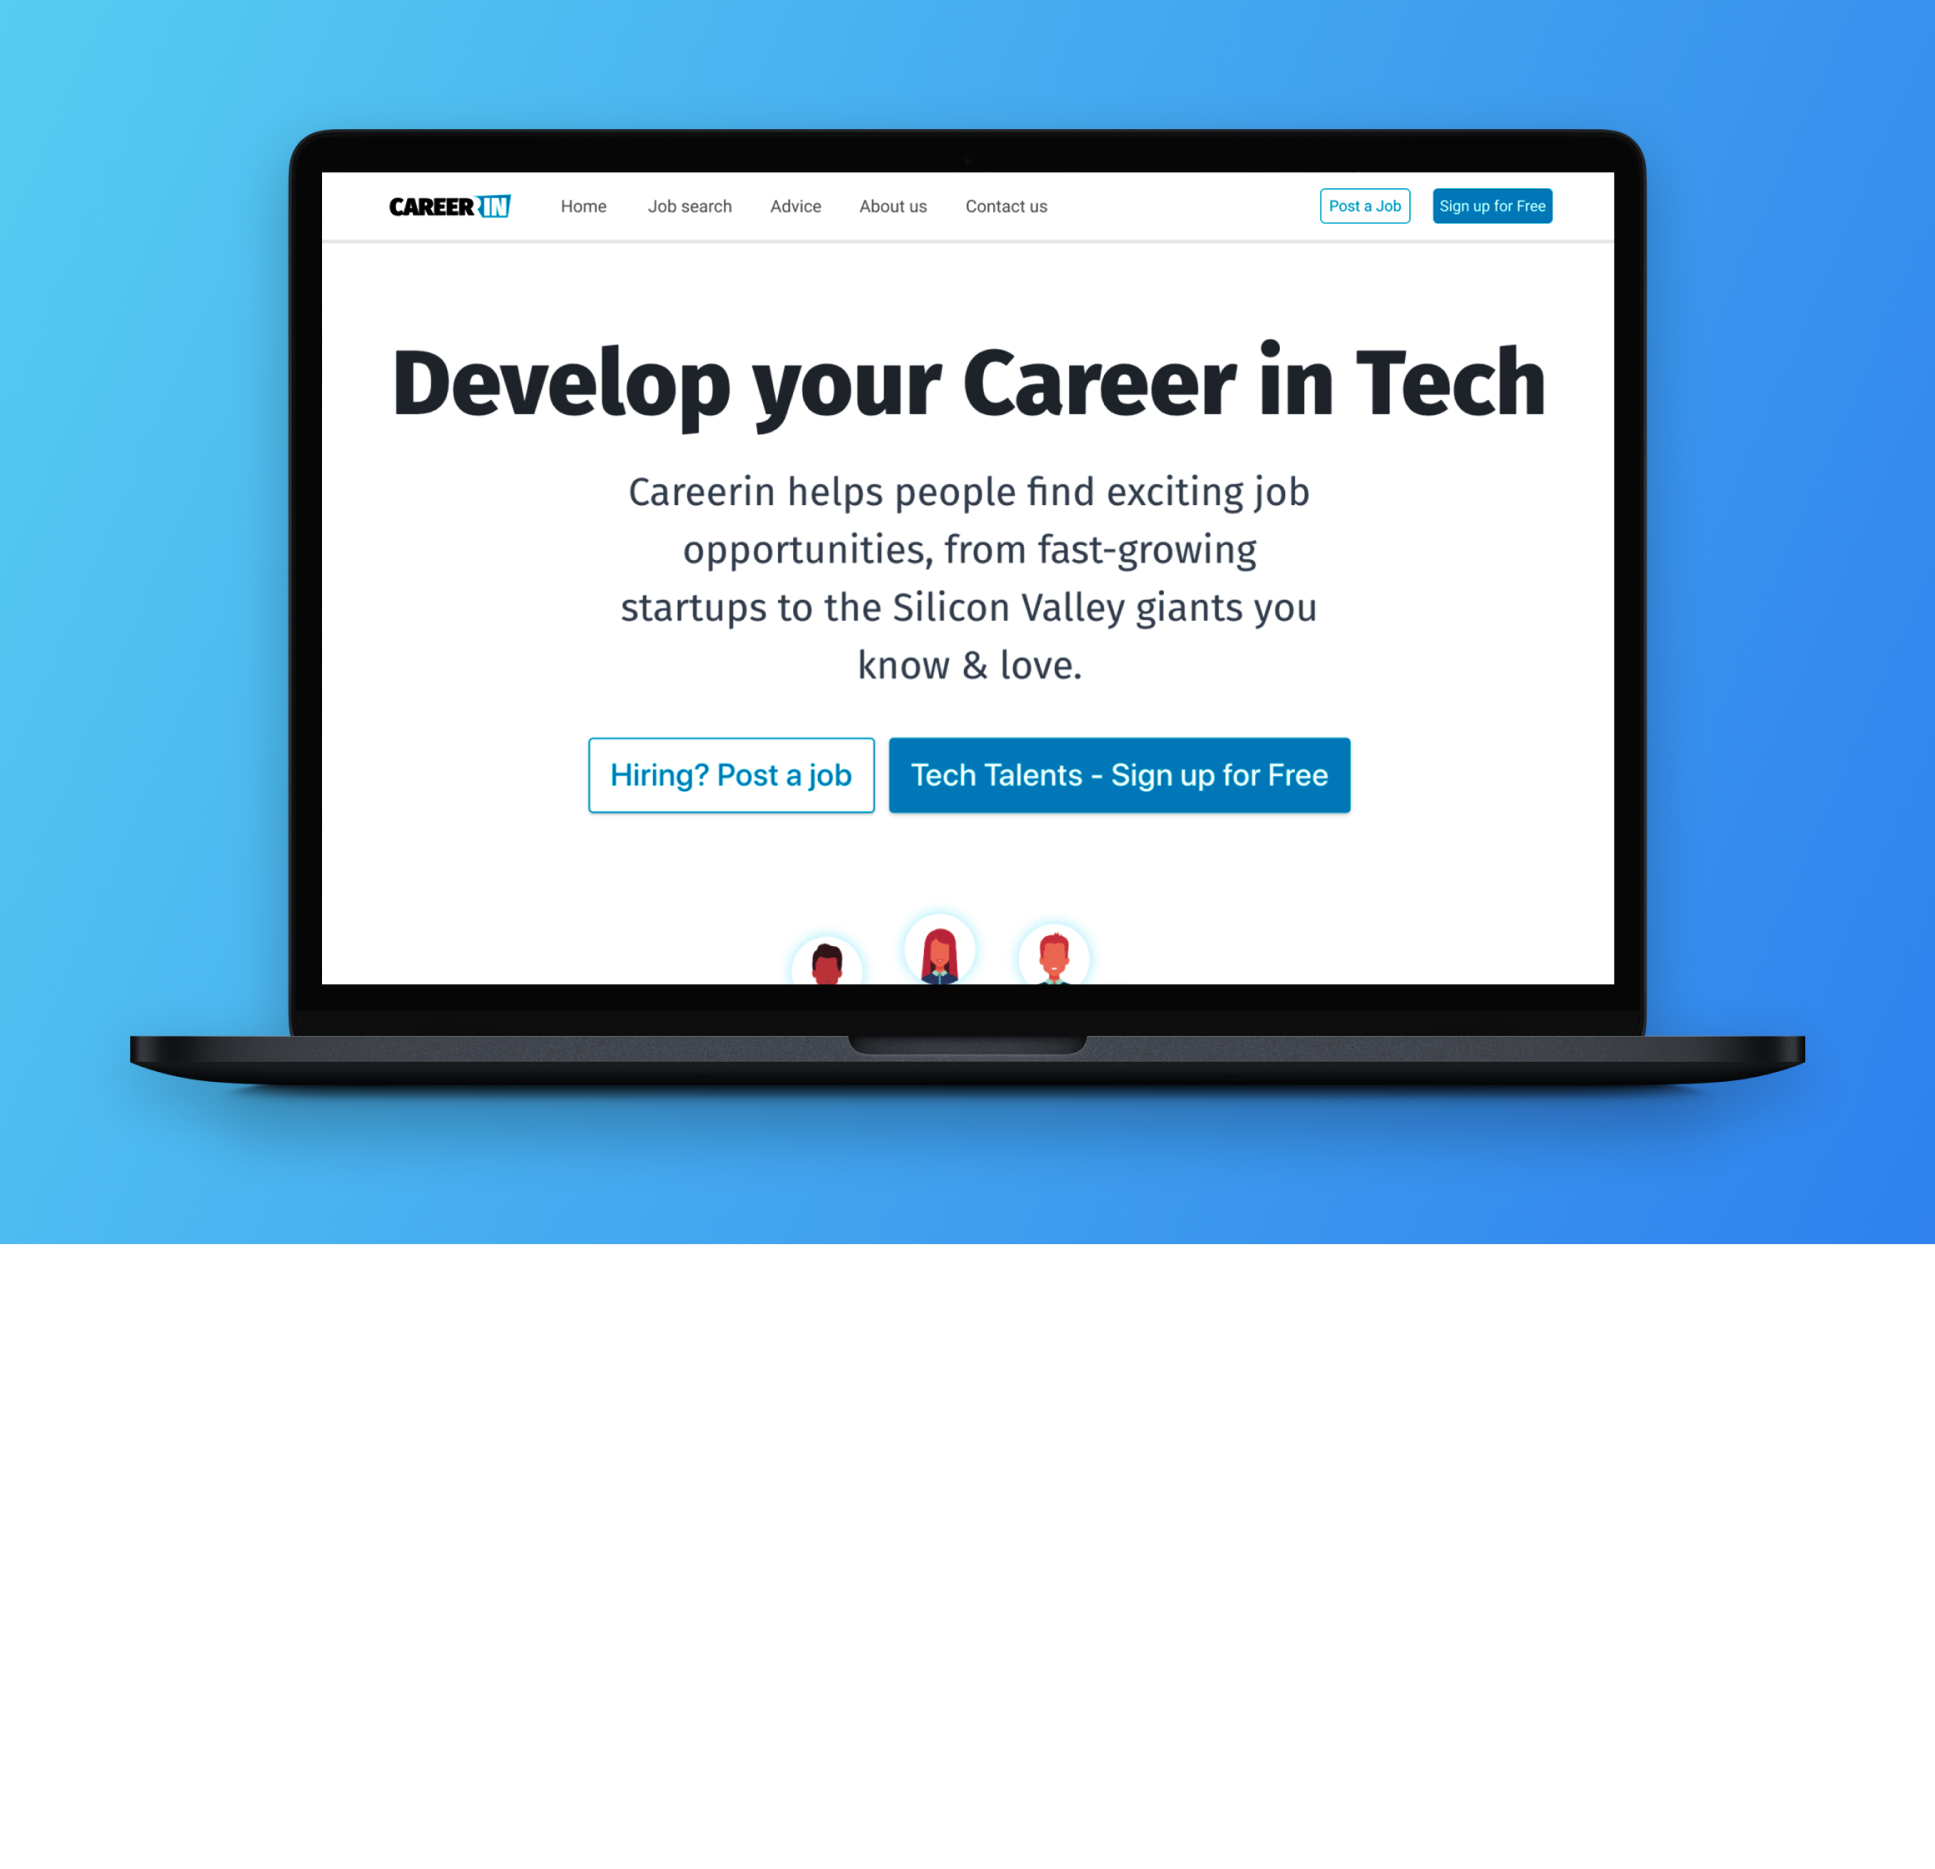 CAREERIN Home Job search Advice About us Contact us Post a Job Sign up for Free
Develop your Career in Tech
Careerin helps people find exciting job
opportunities, from fast-growing
startups to the Silicon Valley giants you
know & love.
Hiring? Post a job Tech Talents - Sign up for Free